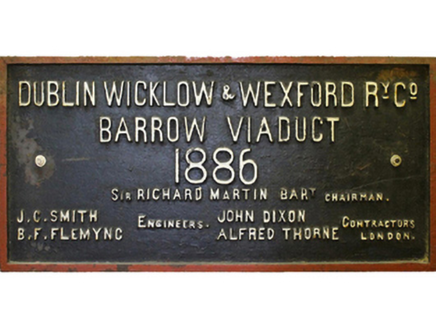 DUBLIN WICKLOW & WEXFORD RY CO
BARROW VIADUCT
1886
SIR RICHARD MARTIN BART CHAIRMAN.
J.C. SMITH
B.F. FLEMYNG
ENGINEERS.
JOHN DIXON
ALFRED THORNE
CONTRACTORS
LONDON.